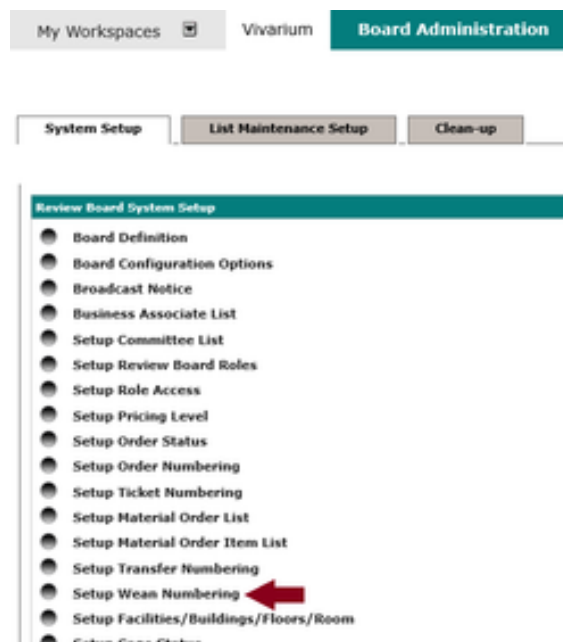 My Workspaces Vivarium Board Administration
System Setup List Maintenance Setup Clean-up
Review Board System Setup
Board Definition
Board Configuration Options
Broadcast Notice
Business Associate List
Setup Committee List
Setup Review Board Roles
Setup Role Access
Setup Pricing Level
Setup Order Status
Setup Order Numbering
Setup Ticket Numbering
Setup Material Order List
Setup Material Order Item List
Setup Transfer Numbering
Setup Wean Numbering
Setup Facilities/Buildings/Floors/Room
Setup Cage Status